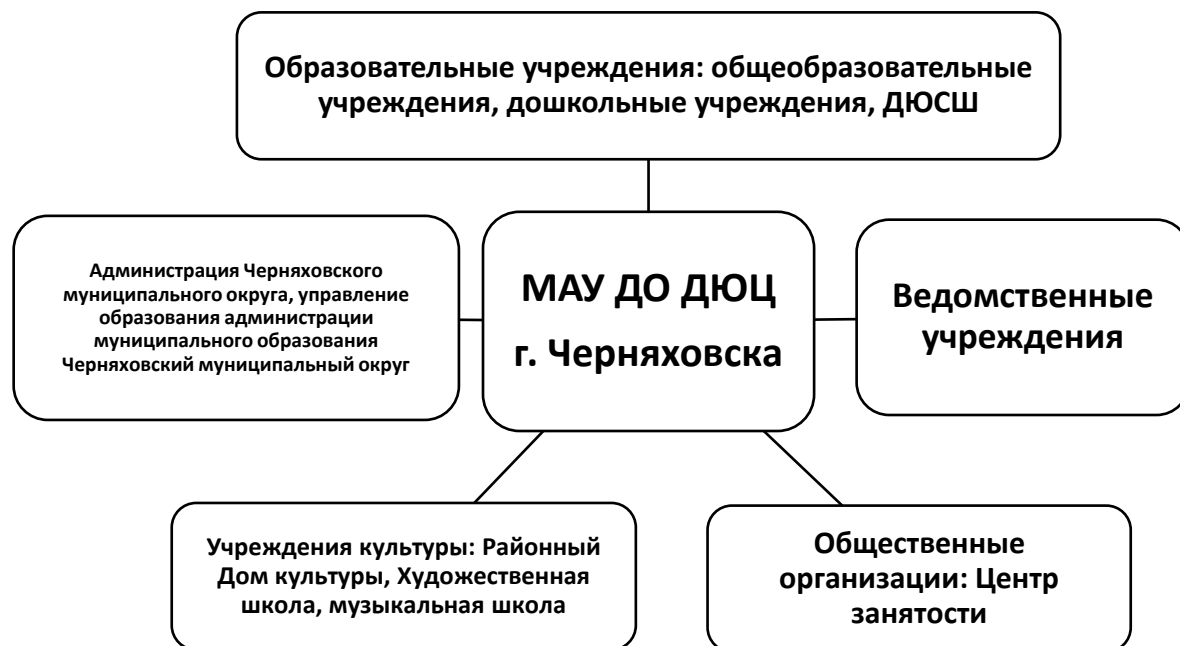 Образовательные учреждения: общеобразовательные
учреждения, дошкольные учреждения, ДЮСШ
Администрация Черняховского
муниципального округа, управление
образования администрации
муниципального образования
Черняховский муниципальный округ
МАУ ДО ДЮЦ
г. Черняховска
Ведомственные
учреждения
Учреждения культуры: Районный
Дом культуры, Художественная
школа, музыкальная школа
Общественные
организации: Центр
занятости